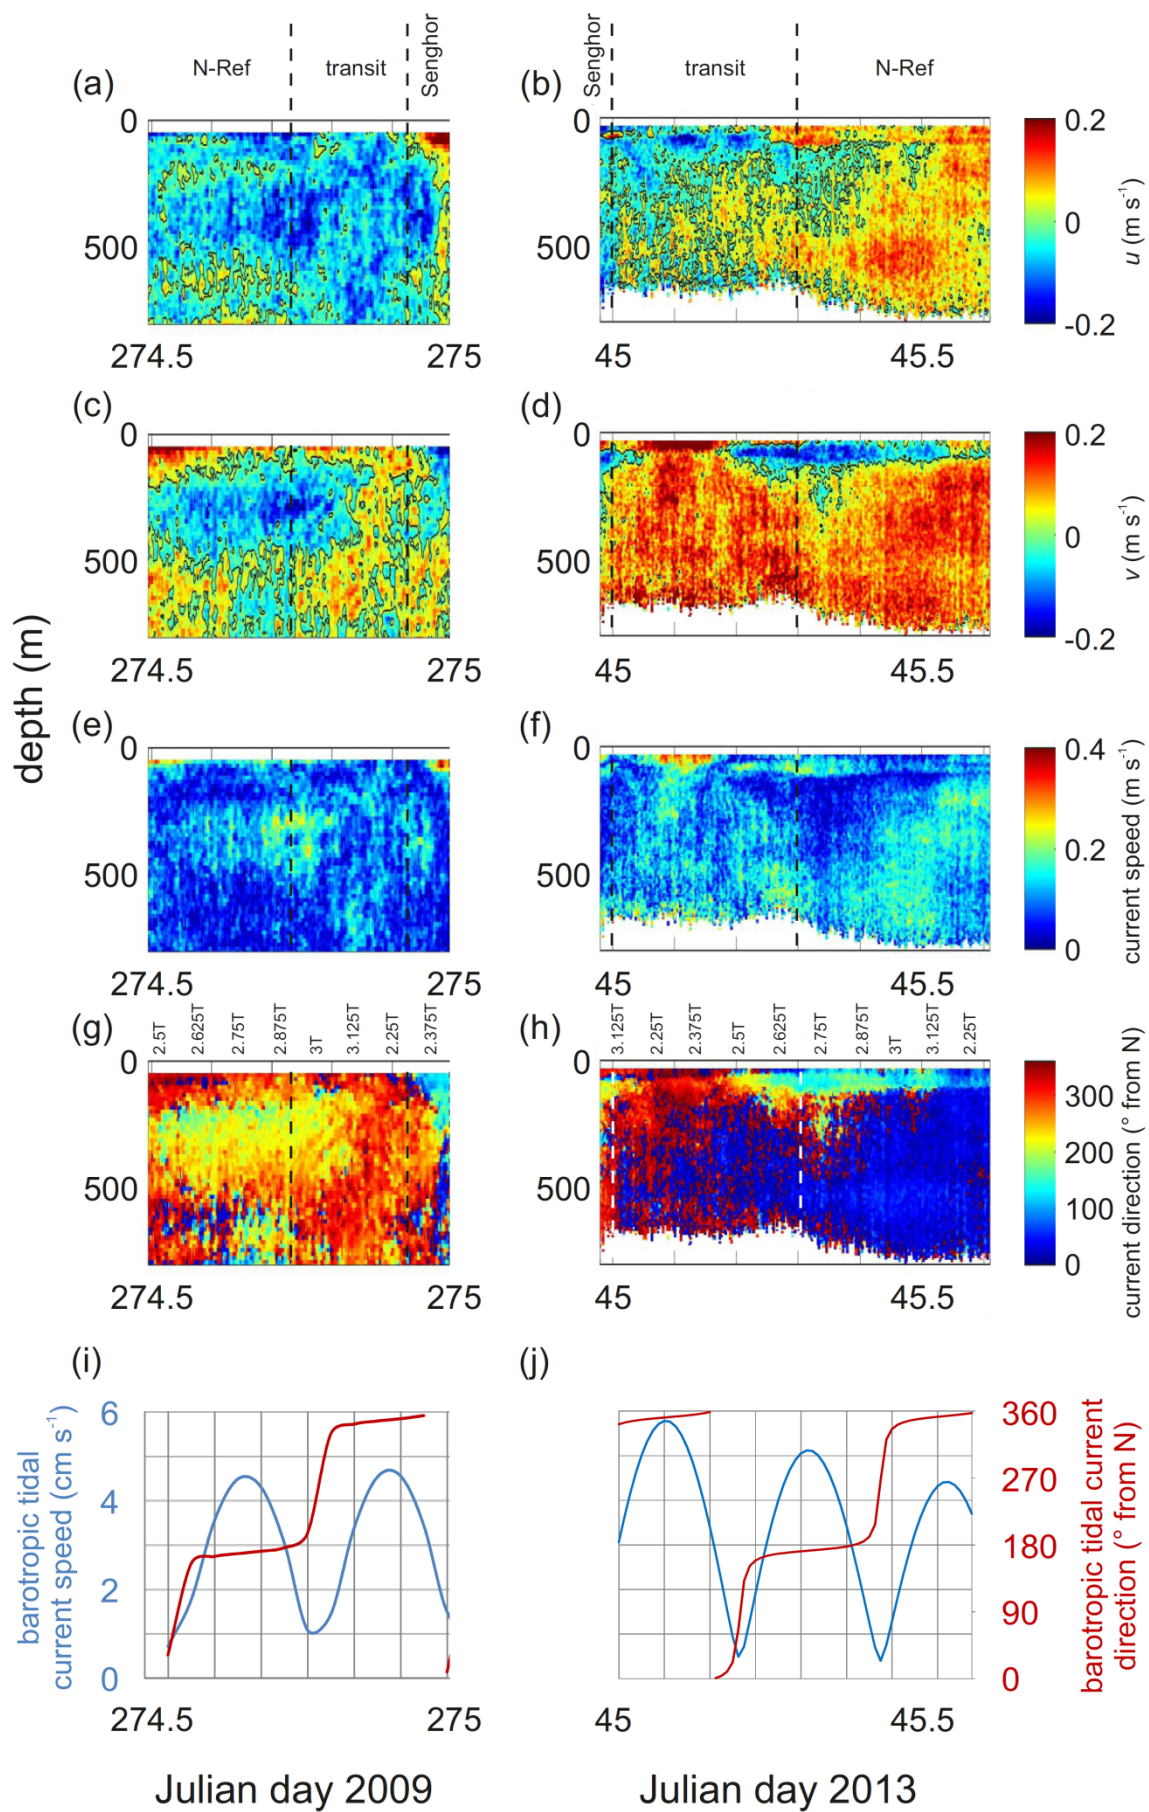 N-Ref transit Senghor
Senghor transit N-Ref
(a) (b)
0 0 0.2
500 500 0
-0.2
u (m s⁻¹)
274.5 275 45 45.5
(c) (d)
0 0 0.2
500 500 0
-0.2
v (m s⁻¹)
274.5 275 45 45.5
depth (m)
(e) (f)
0 0 0.4
500 500 0.2
0
current speed (m s⁻¹)
274.5 275 45 45.5
(g) 2.5T 2.625T 2.75T 2.875T 3T 3.125T 2.25T 2.375T
(h) 3.125T 2.25T 2.375T 2.5T 2.625T 2.75T 2.875T 3T 3.125T 2.25T
0 0 300
500 500 200
100
0
current direction (° from N)
274.5 275 45 45.5
(i) (j)
6 360
4 270
180
2 90
0 0
barotropic tidal
current speed (cm s⁻¹)
barotropic tidal current
direction (° from N)
274.5 275 45 45.5
Julian day 2009 Julian day 2013